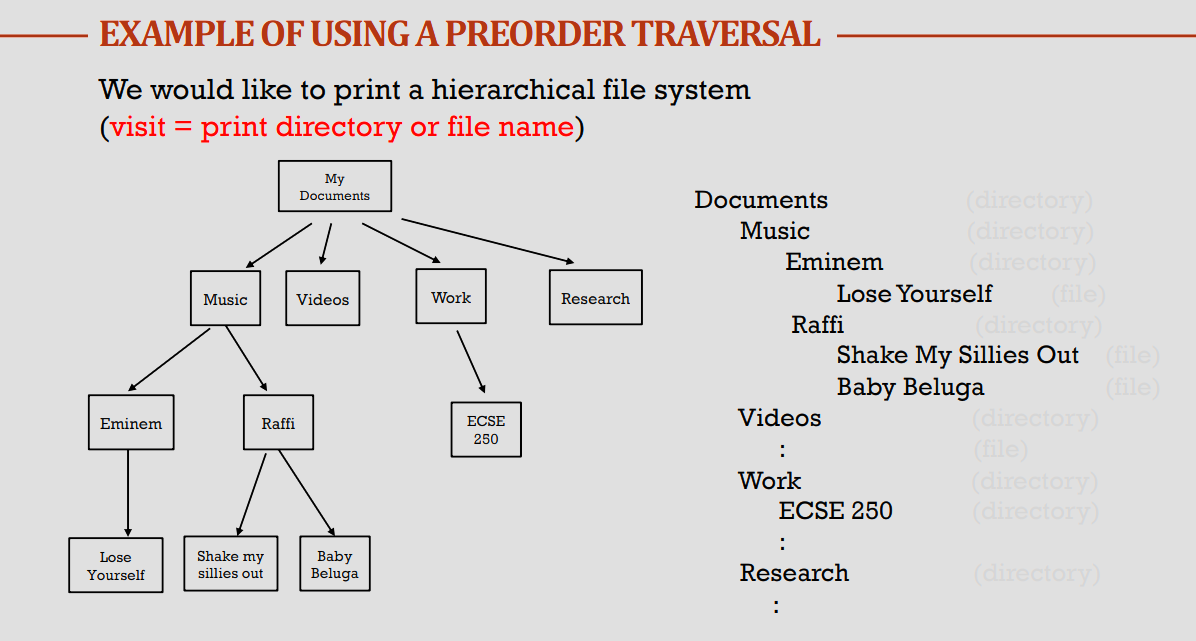 EXAMPLE OF USING A PREORDER TRAVERSAL
We would like to print a hierarchical file system
(visit = print directory or file name)
My
Documents
Music
Videos
Work
Research
Eminem
Raffi
ECSE
250
Lose
Yourself
Shake my
sillies out
Baby
Beluga
Documents (directory)
Music (directory)
Eminem (directory)
Lose Yourself (file)
Raffi (directory)
Shake My Sillies Out (file)
Baby Beluga (file)
Videos (directory)
: (file)
Work (directory)
ECSE 250 (directory)
:
Research (directory)
: